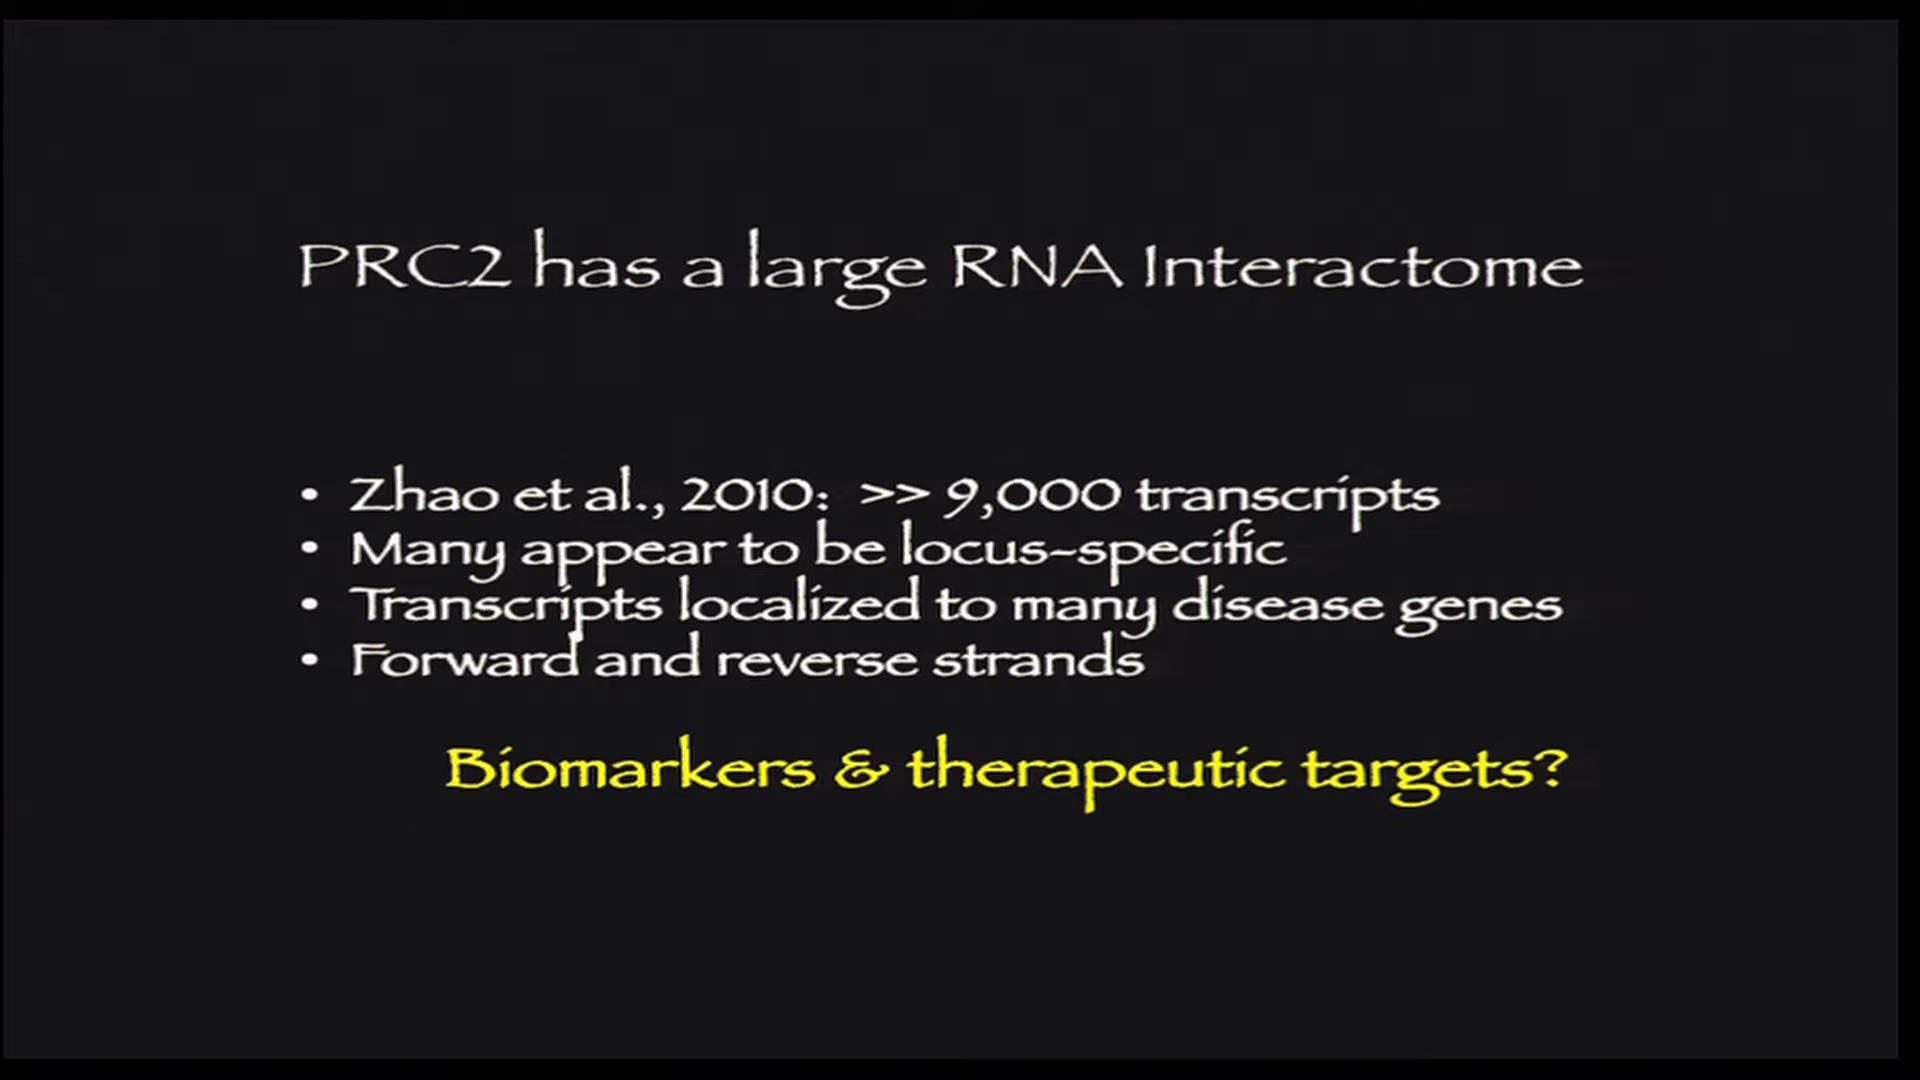 PRC2 has a large RNA Interactome
• Zhao et al., 2010: >> 9,000 transcripts
• Many appear to be locus-specific
• Transcripts localized to many disease genes
• Forward and reverse strands
Biomarkers & therapeutic targets?